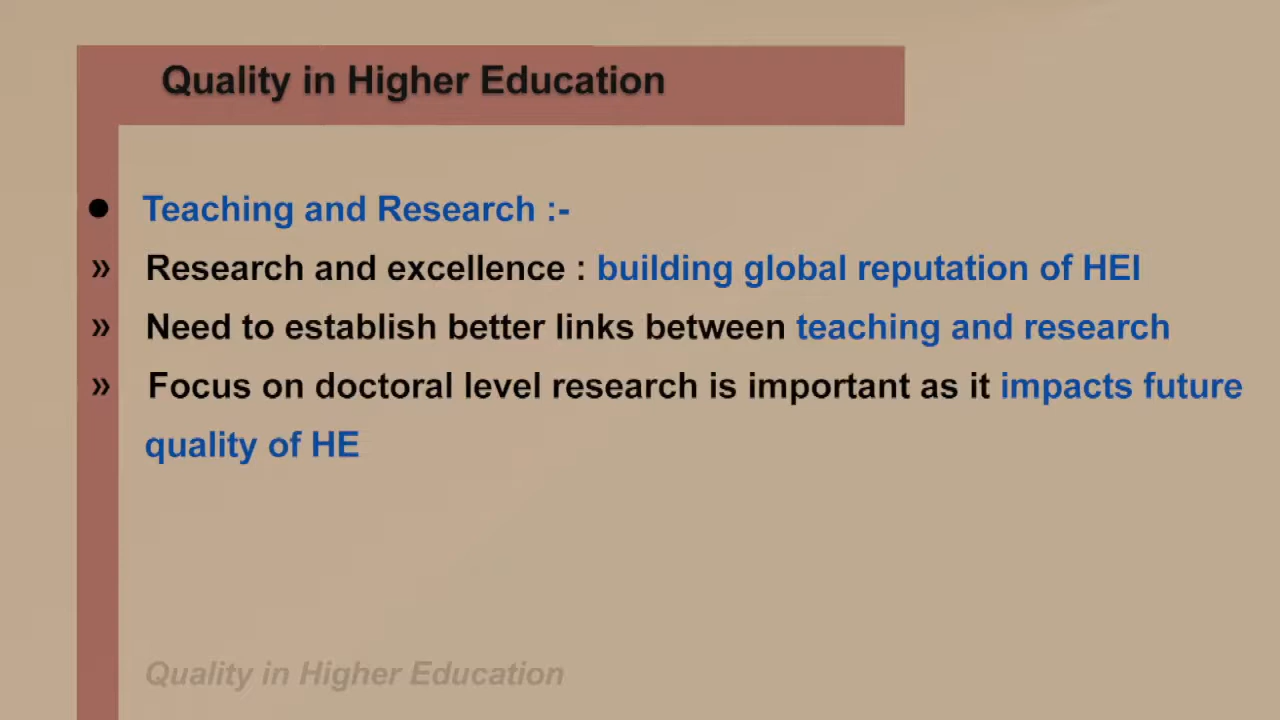 Quality in Higher Education
● Teaching and Research :-
» Research and excellence : building global reputation of HEI
» Need to establish better links between teaching and research
» Focus on doctoral level research is important as it impacts future
quality of HE
Quality in Higher Education